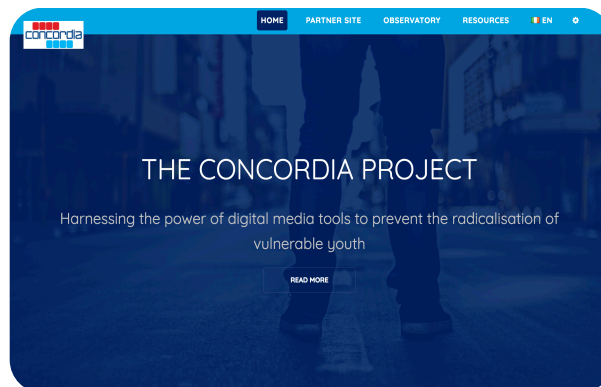 concordia
HOME PARTNER SITE OBSERVATORY RESOURCES EN
THE CONCORDIA PROJECT
Harnessing the power of digital media tools to prevent the radicalisation of
vulnerable youth
READ MORE